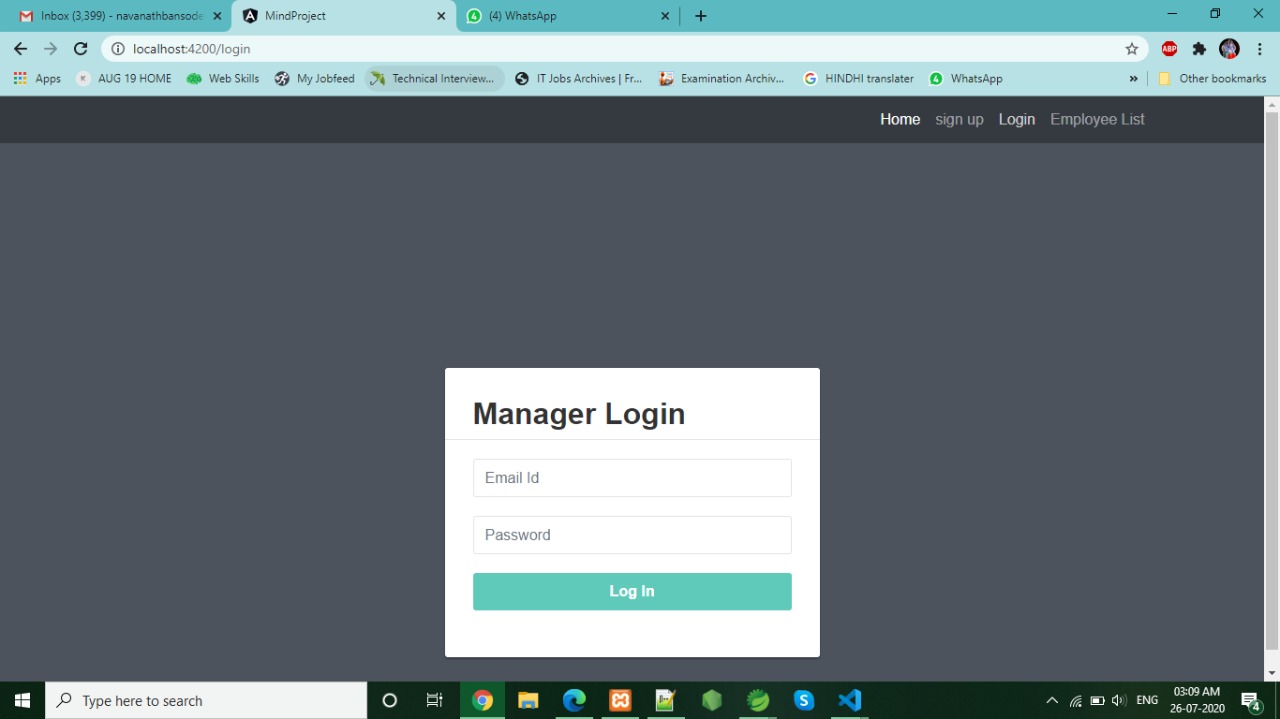 Inbox (3,399) - navanathbansode
MindProject
(4) WhatsApp
localhost:4200/login
ABP
Apps
AUG 19 HOME
Web Skills
My Jobfeed
Technical Interview...
IT Jobs Archives | Fr...
Examination Archiv...
HINDHI translater
WhatsApp
»
Other bookmarks
Home
sign up
Login
Employee List
Manager Login
Email Id
Password
Log In
Type here to search
ENG
03:09 AM
26-07-2020
4